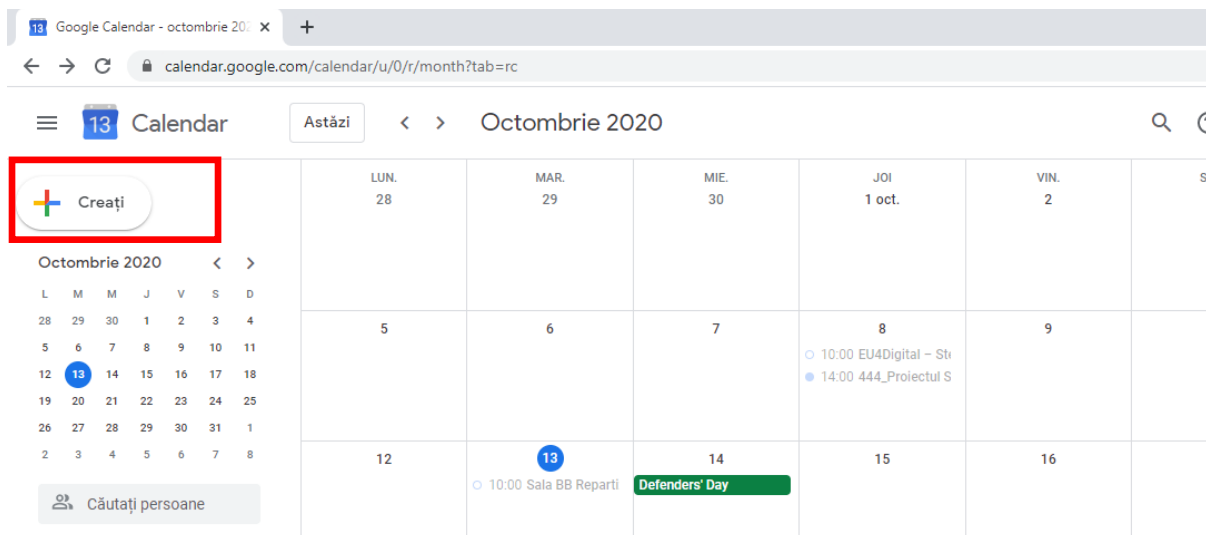 13 Google Calendar - octombrie 202
calendar.google.com/calendar/u/0/r/month?tab=rc
13 Calendar Astăzi Octombrie 2020
Creați
LUN. MAR. MIE. JOI VIN. S
28 29 30 1 oct. 2
Octombrie 2020
L M M J V S D
28 29 30 1 2 3 4
5 6 7 8 9 10 11
12 13 14 15 16 17 18
19 20 21 22 23 24 25
26 27 28 29 30 31 1
2 3 4 5 6 7 8
Căutați persoane
5 6 7 8 9
10:00 EU4Digital – Ste
14:00 444_Proiectul S
12 13 14 15 16
10:00 Sala BB Reparti Defenders' Day